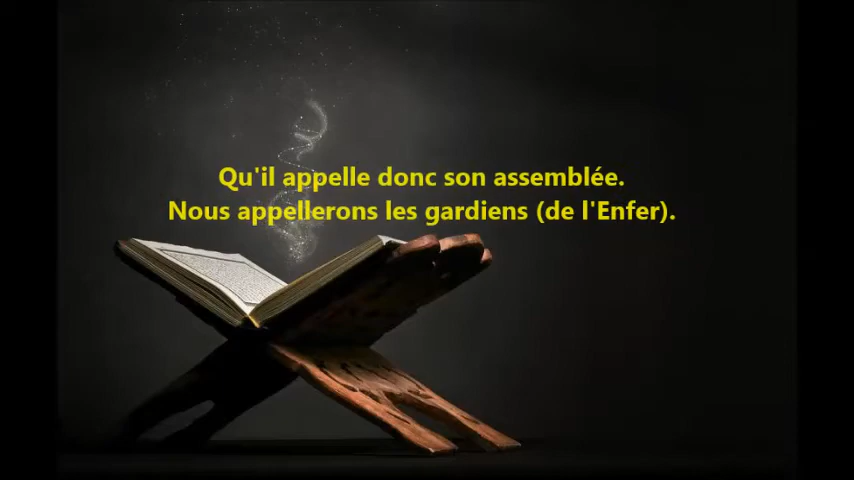 Qu'il appelle donc son assemblée.
Nous appellerons les gardiens (de l'Enfer).